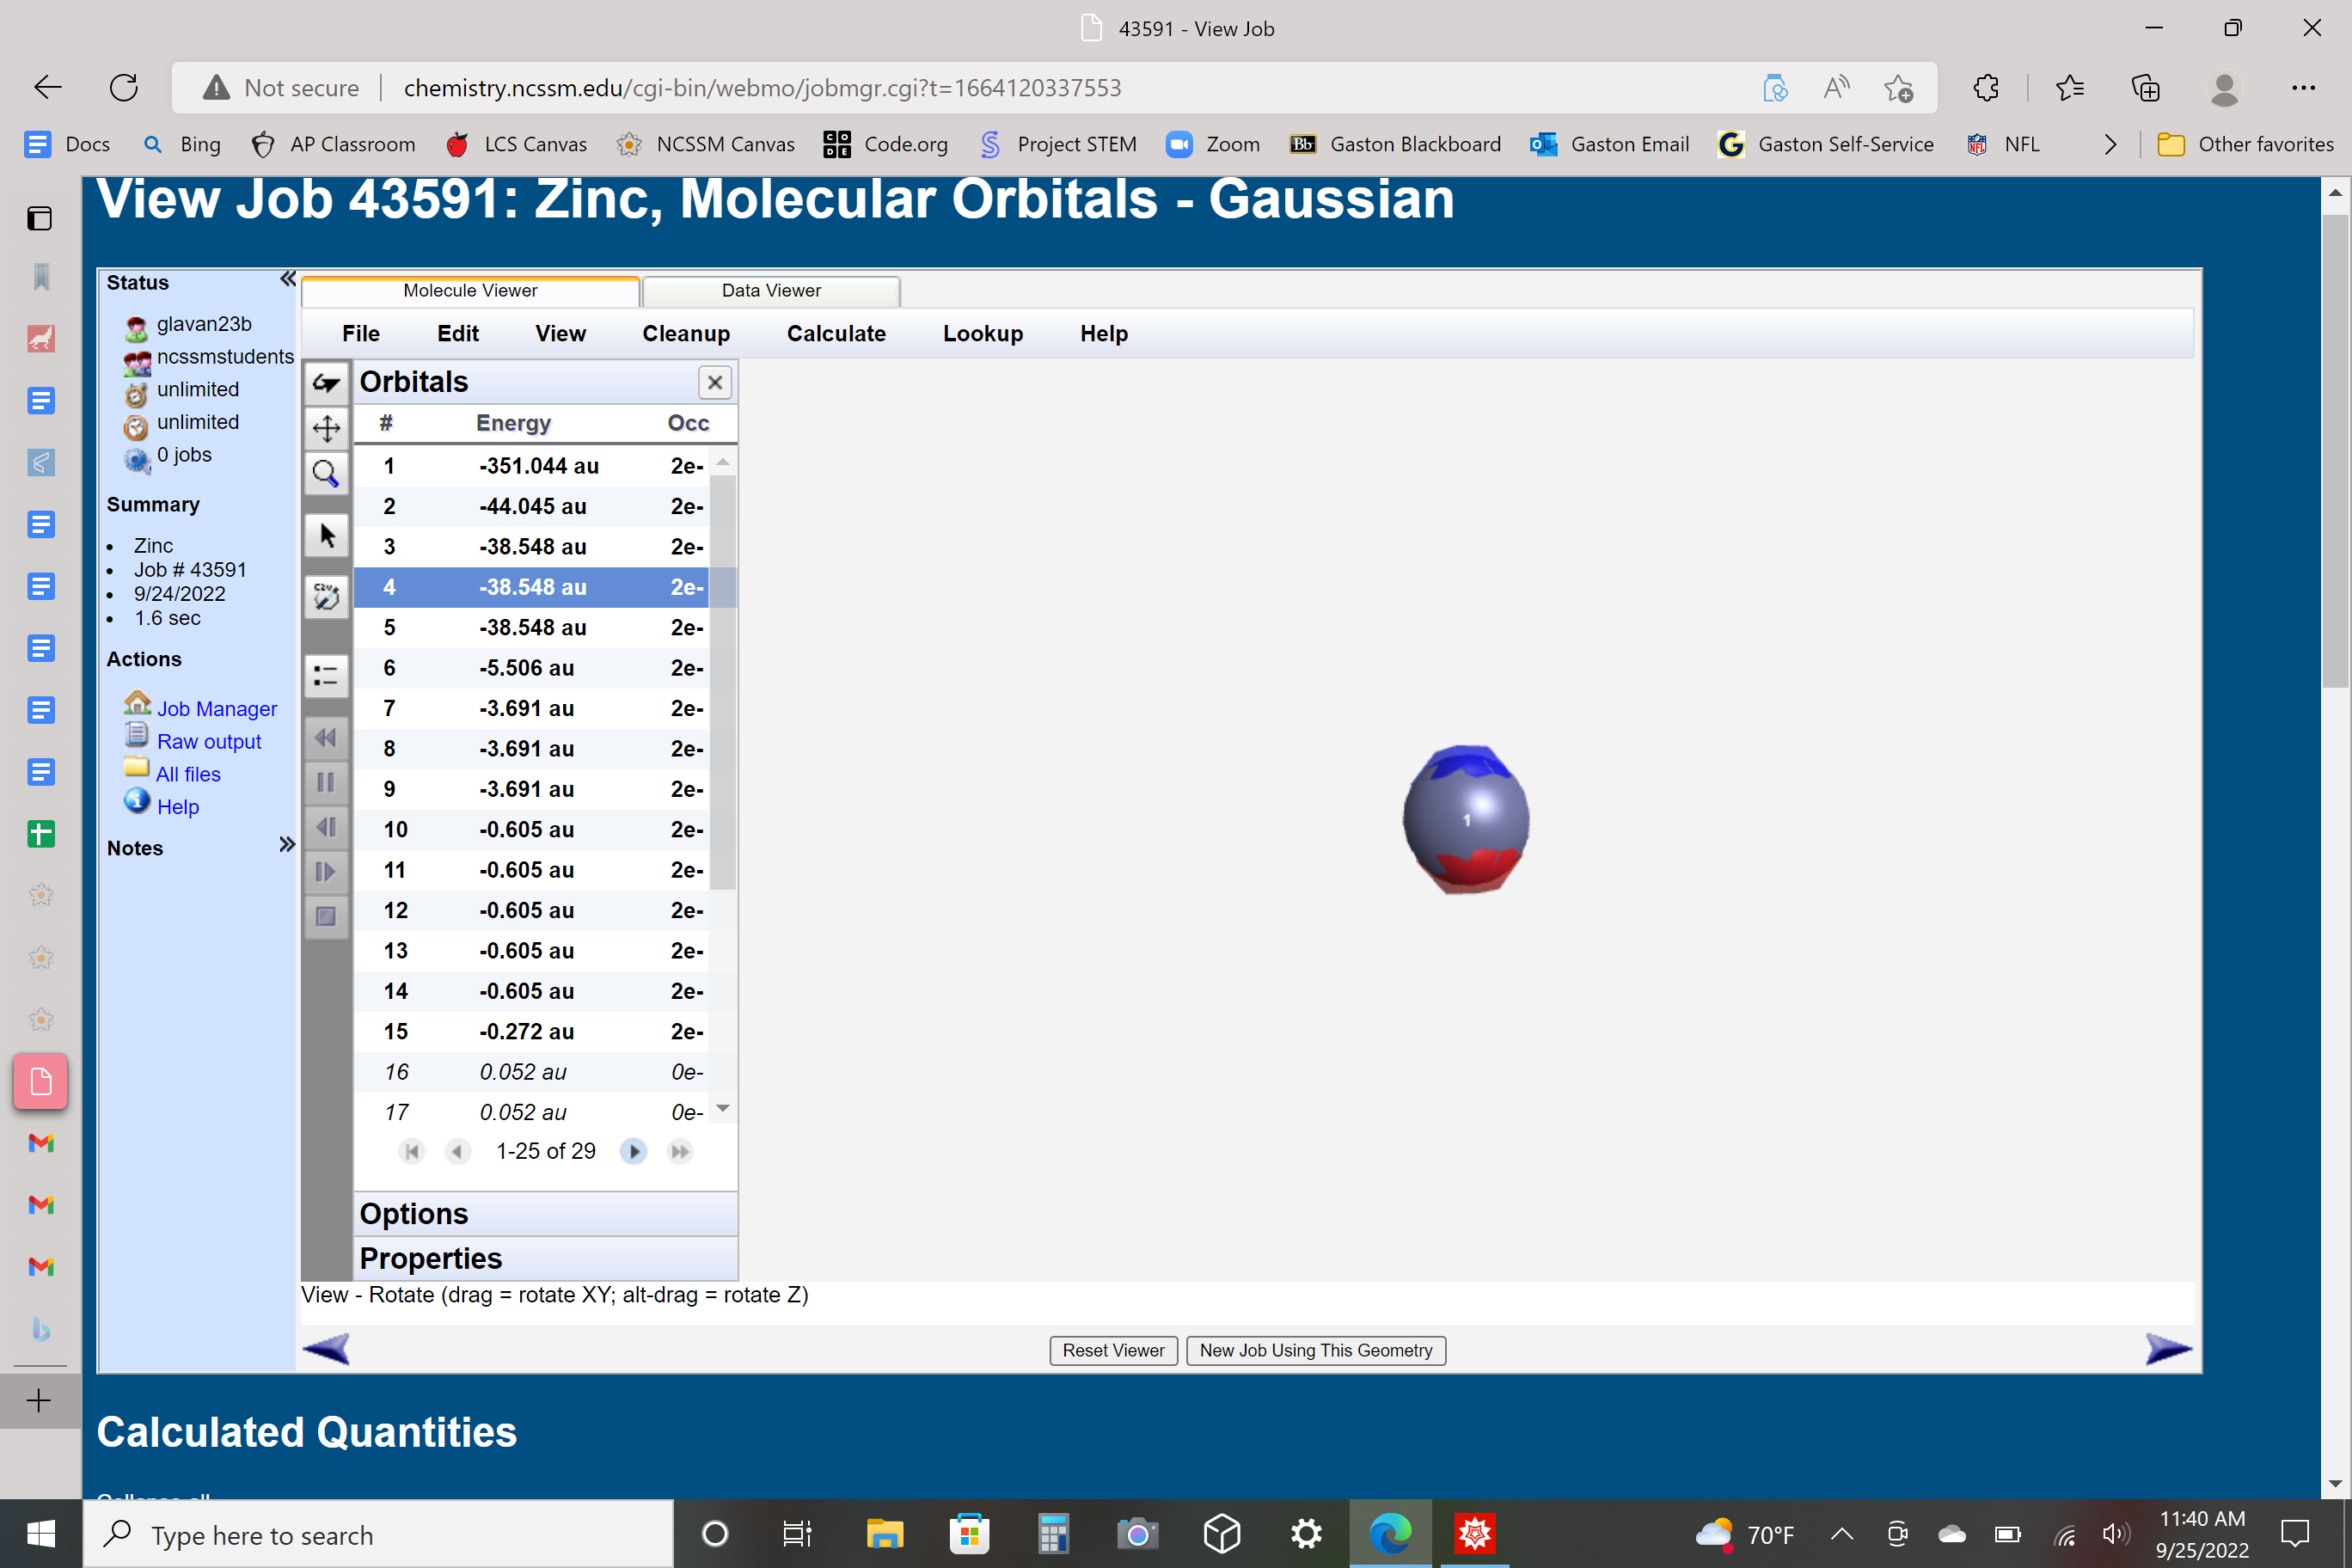 43591 - View Job
Not secure chemistry.ncssm.edu/cgi-bin/webmo/jobmgr.cgi?t=1664120337553
Docs Bing AP Classroom LCS Canvas NCSSM Canvas CODE Code.org Project STEM Zoom Bb Gaston Blackboard Gaston Email Gaston Self-Service NFL Other favorites
View Job 43591: Zinc, Molecular Orbitals - Gaussian
Status
glavan23b
ncssmstudents
unlimited
unlimited
0 jobs
Summary
Zinc
Job # 43591
9/24/2022
1.6 sec
Actions
Job Manager
Raw output
All files
Help
Notes
Molecule Viewer Data Viewer
File Edit View Cleanup Calculate Lookup Help
Orbitals
# Energy Occ
1 -351.044 au 2e-
2 -44.045 au 2e-
3 -38.548 au 2e-
4 -38.548 au 2e-
5 -38.548 au 2e-
6 -5.506 au 2e-
7 -3.691 au 2e-
8 -3.691 au 2e-
9 -3.691 au 2e-
10 -0.605 au 2e-
11 -0.605 au 2e-
12 -0.605 au 2e-
13 -0.605 au 2e-
14 -0.605 au 2e-
15 -0.272 au 2e-
16 0.052 au 0e-
17 0.052 au 0e-
1-25 of 29
Options
Properties
1
View - Rotate (drag = rotate XY; alt-drag = rotate Z)
Reset Viewer New Job Using This Geometry
Calculated Quantities
Type here to search
70°F
11:40 AM
9/25/2022